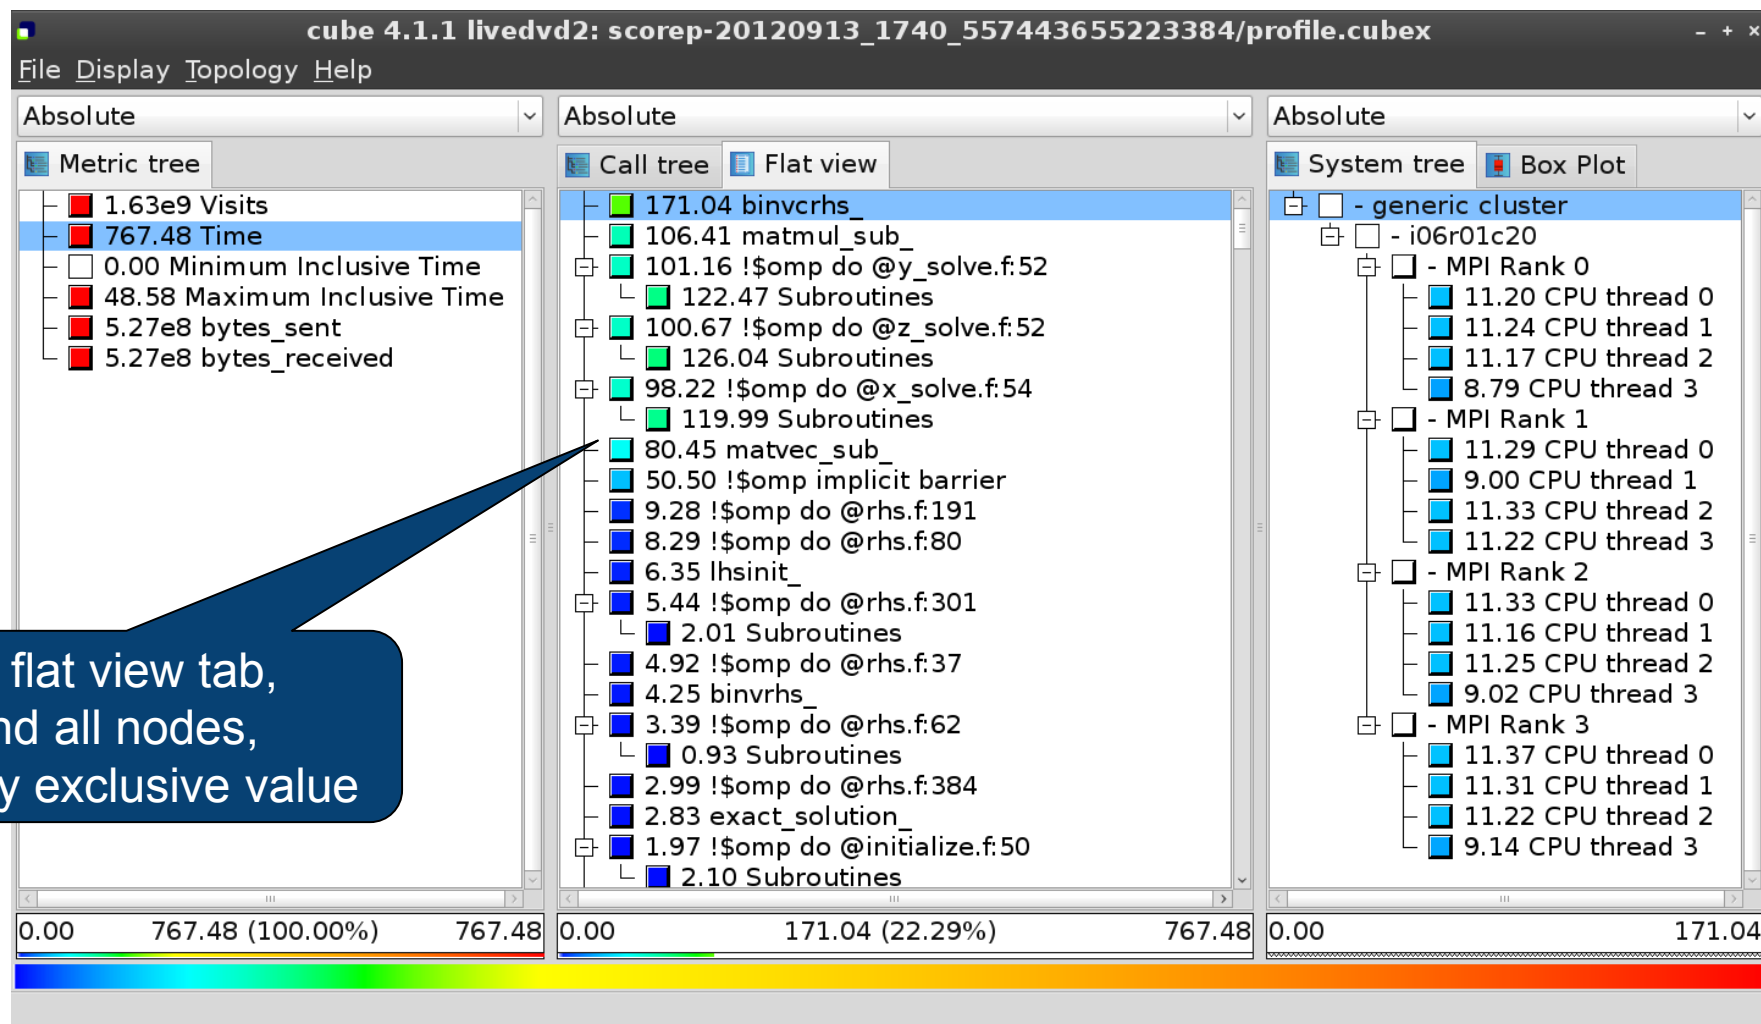 cube 4.1.1 livedvd2: scorep-20120913_1740_557443655223384/profile.cubex
File Display Topology Help
Absolute
Metric tree
1.63e9 Visits
767.48 Time
0.00 Minimum Inclusive Time
48.58 Maximum Inclusive Time
5.27e8 bytes_sent
5.27e8 bytes_received
flat view tab,
nd all nodes,
y exclusive value
0.00 767.48 (100.00%) 767.48
Absolute
Call tree Flat view
171.04 binvcrhs_
106.41 matmul_sub_
101.16 !$omp do @y_solve.f:52
122.47 Subroutines
100.67 !$omp do @z_solve.f:52
126.04 Subroutines
98.22 !$omp do @x_solve.f:54
119.99 Subroutines
80.45 matvec_sub_
50.50 !$omp implicit barrier
9.28 !$omp do @rhs.f:191
8.29 !$omp do @rhs.f:80
6.35 lhsinit_
5.44 !$omp do @rhs.f:301
2.01 Subroutines
4.92 !$omp do @rhs.f:37
4.25 binvrhs_
3.39 !$omp do @rhs.f:62
0.93 Subroutines
2.99 !$omp do @rhs.f:384
2.83 exact_solution_
1.97 !$omp do @initialize.f:50
2.10 Subroutines
0.00 171.04 (22.29%) 767.48
Absolute
System tree Box Plot
- generic cluster
- i06r01c20
- MPI Rank 0
11.20 CPU thread 0
11.24 CPU thread 1
11.17 CPU thread 2
8.79 CPU thread 3
- MPI Rank 1
11.29 CPU thread 0
9.00 CPU thread 1
11.33 CPU thread 2
11.22 CPU thread 3
- MPI Rank 2
11.33 CPU thread 0
11.16 CPU thread 1
11.25 CPU thread 2
9.02 CPU thread 3
- MPI Rank 3
11.37 CPU thread 0
11.31 CPU thread 1
11.22 CPU thread 2
9.14 CPU thread 3
0.00 171.04